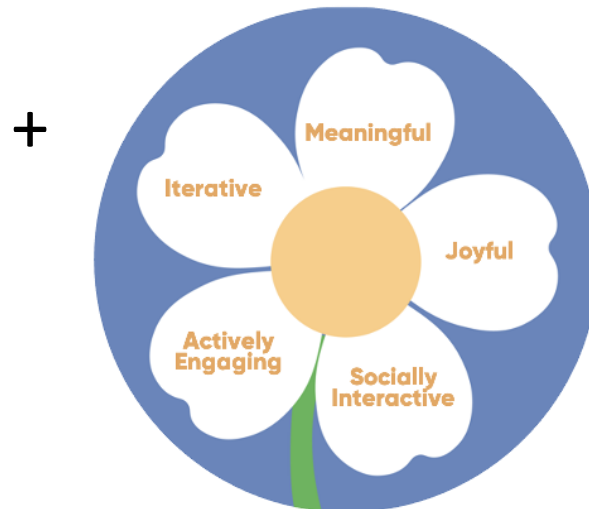 +
Meaningful
Iterative
Joyful
Actively
Engaging
Socially
Interactive